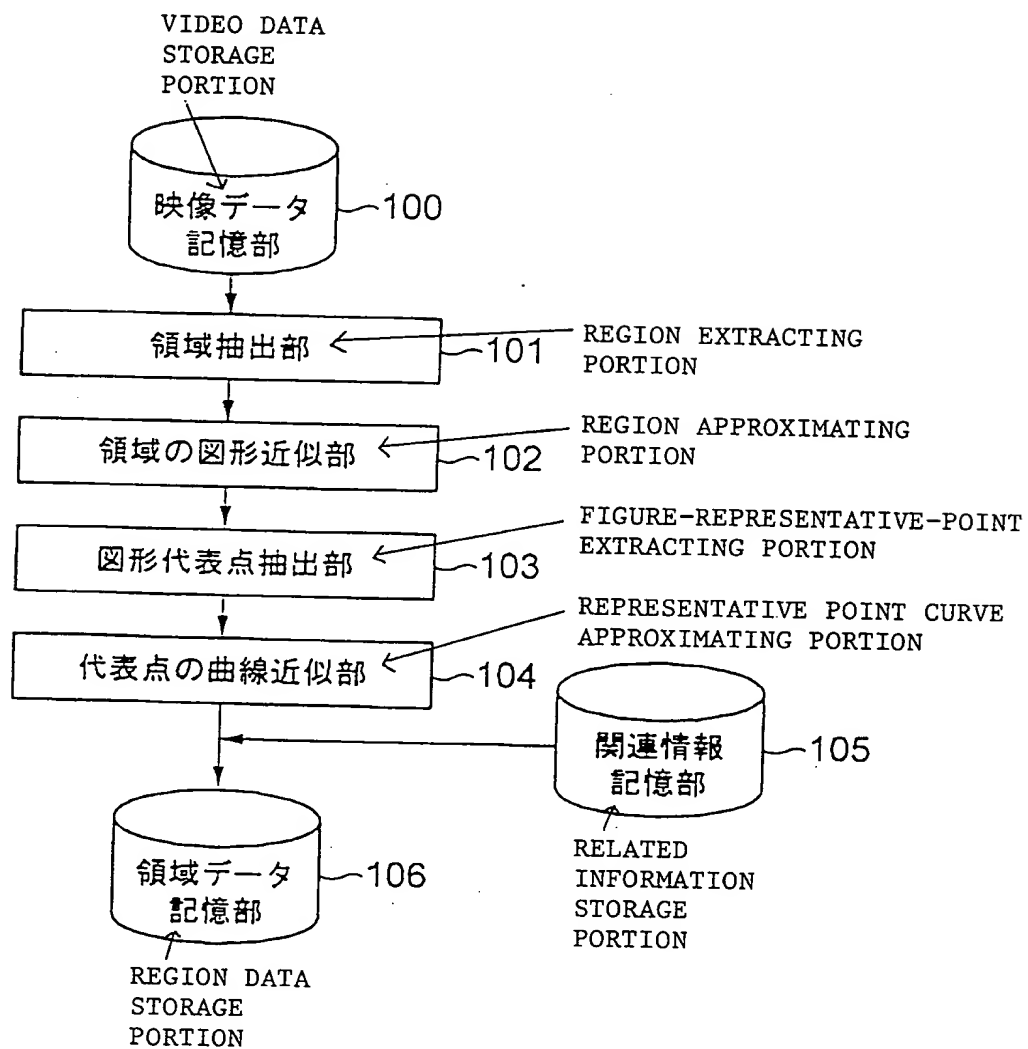 VIDEO DATA
STORAGE
PORTION
映像データ
記憶部
100
領域抽出部
101
REGION EXTRACTING
PORTION
領域の図形近似部
102
REGION APPROXIMATING
PORTION
図形代表点抽出部
103
FIGURE-REPRESENTATIVE-POINT
EXTRACTING PORTION
代表点の曲線近似部
104
REPRESENTATIVE POINT CURVE
APPROXIMATING PORTION
関連情報
記憶部
105
RELATED
INFORMATION
STORAGE
PORTION
領域データ
記憶部
106
REGION DATA
STORAGE
PORTION